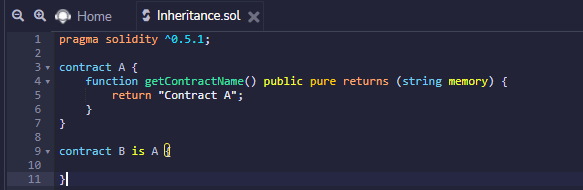 Home
Inheritance.sol
1 pragma solidity ^0.5.1;
2
3 contract A {
4     function getContractName() public pure returns (string memory) {
5         return "Contract A";
6     }
7 }
8
9 contract B is A {
10
11 }